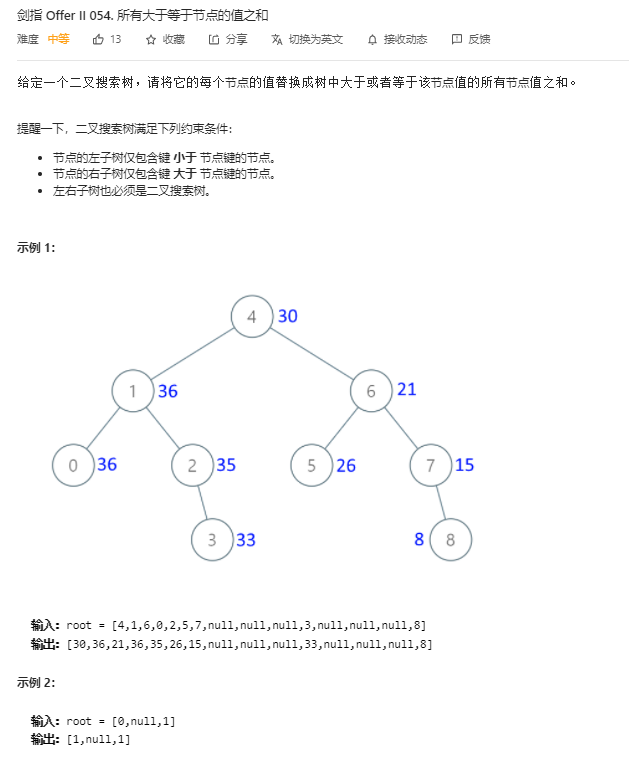 剑指 Offer II 054. 所有大于等于节点的值之和
难度 中等 13 收藏 分享 切换为英文 接收动态 反馈
给定一个二叉搜索树，请将它的每个节点的值替换成树中大于或者等于该节点值的所有节点值之和。
提醒一下，二叉搜索树满足下列约束条件：
• 节点的左子树仅包含键 小于 节点键的节点。
• 节点的右子树仅包含键 大于 节点键的节点。
• 左右子树也必须是二叉搜索树。
示例 1：
4 30
1 36 6 21
0 36 2 35 5 26 7 15
3 33 8 8
输入：root = [4,1,6,0,2,5,7,null,null,null,3,null,null,null,8]
输出：[30,36,21,36,35,26,15,null,null,null,33,null,null,null,8]
示例 2：
输入：root = [0,null,1]
输出：[1,null,1]